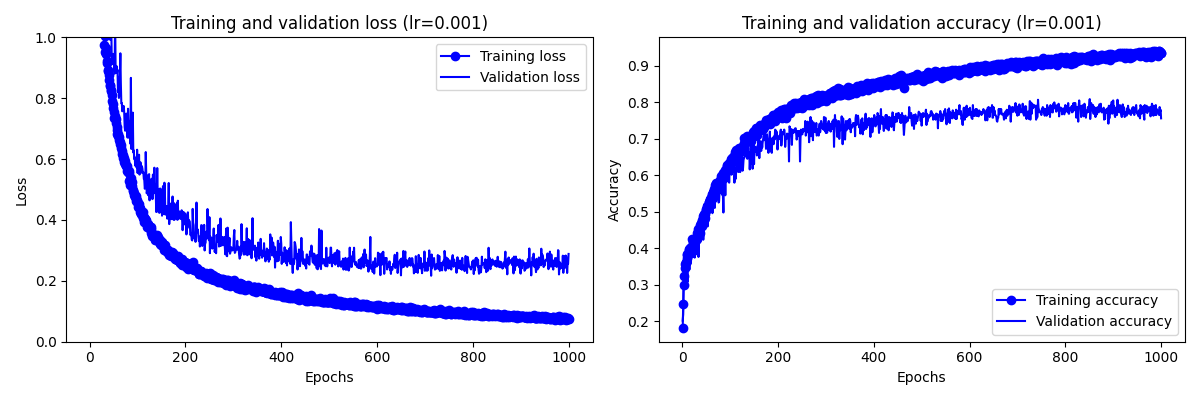 Training and validation loss (lr=0.001)
Training loss
Validation loss
1.0
0.8
0.6
0.4
0.2
0.0
Loss
0
200
400
600
800
1000
Epochs
Training and validation accuracy (lr=0.001)
0.9
0.8
0.7
0.6
0.5
0.4
0.3
0.2
Accuracy
Training accuracy
Validation accuracy
0
200
400
600
800
1000
Epochs